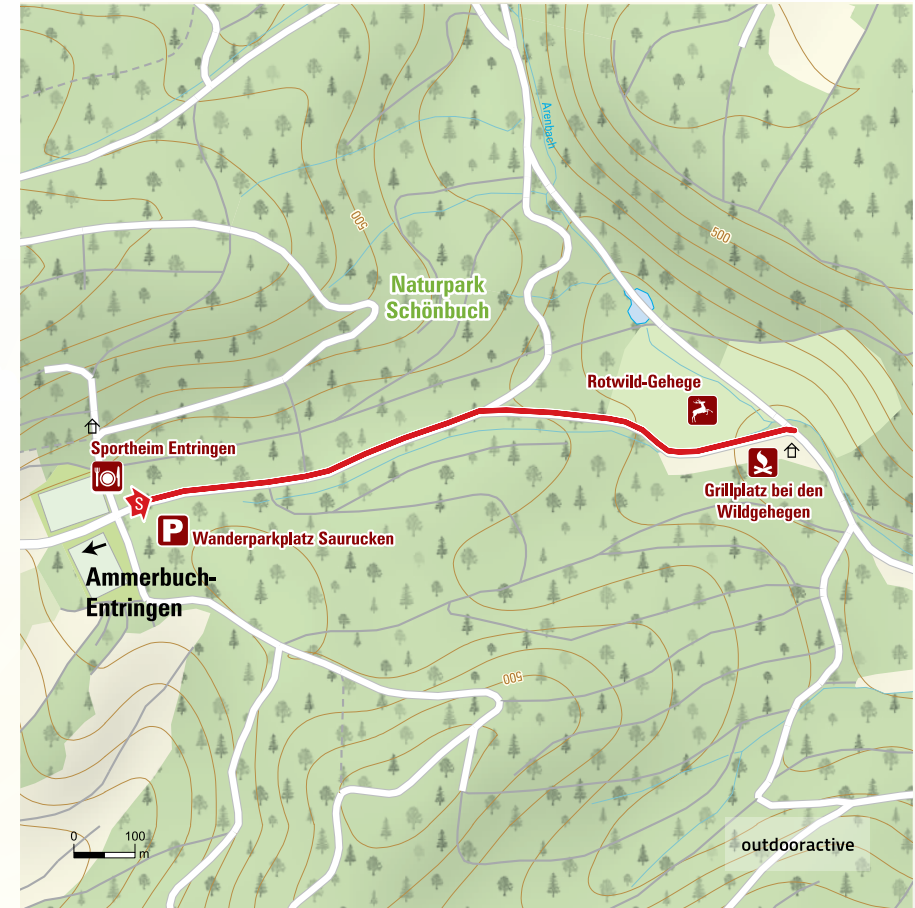 Arenbach
500
500
Naturpark
Schönbuch
Rotwild-Gehege
Sportheim Entringen
S
Grillplatz bei den
Wildgehegen
P
Wanderparkplatz Saurucken
Ammerbuch-
Entringen
500
0 100
m
outdooractive